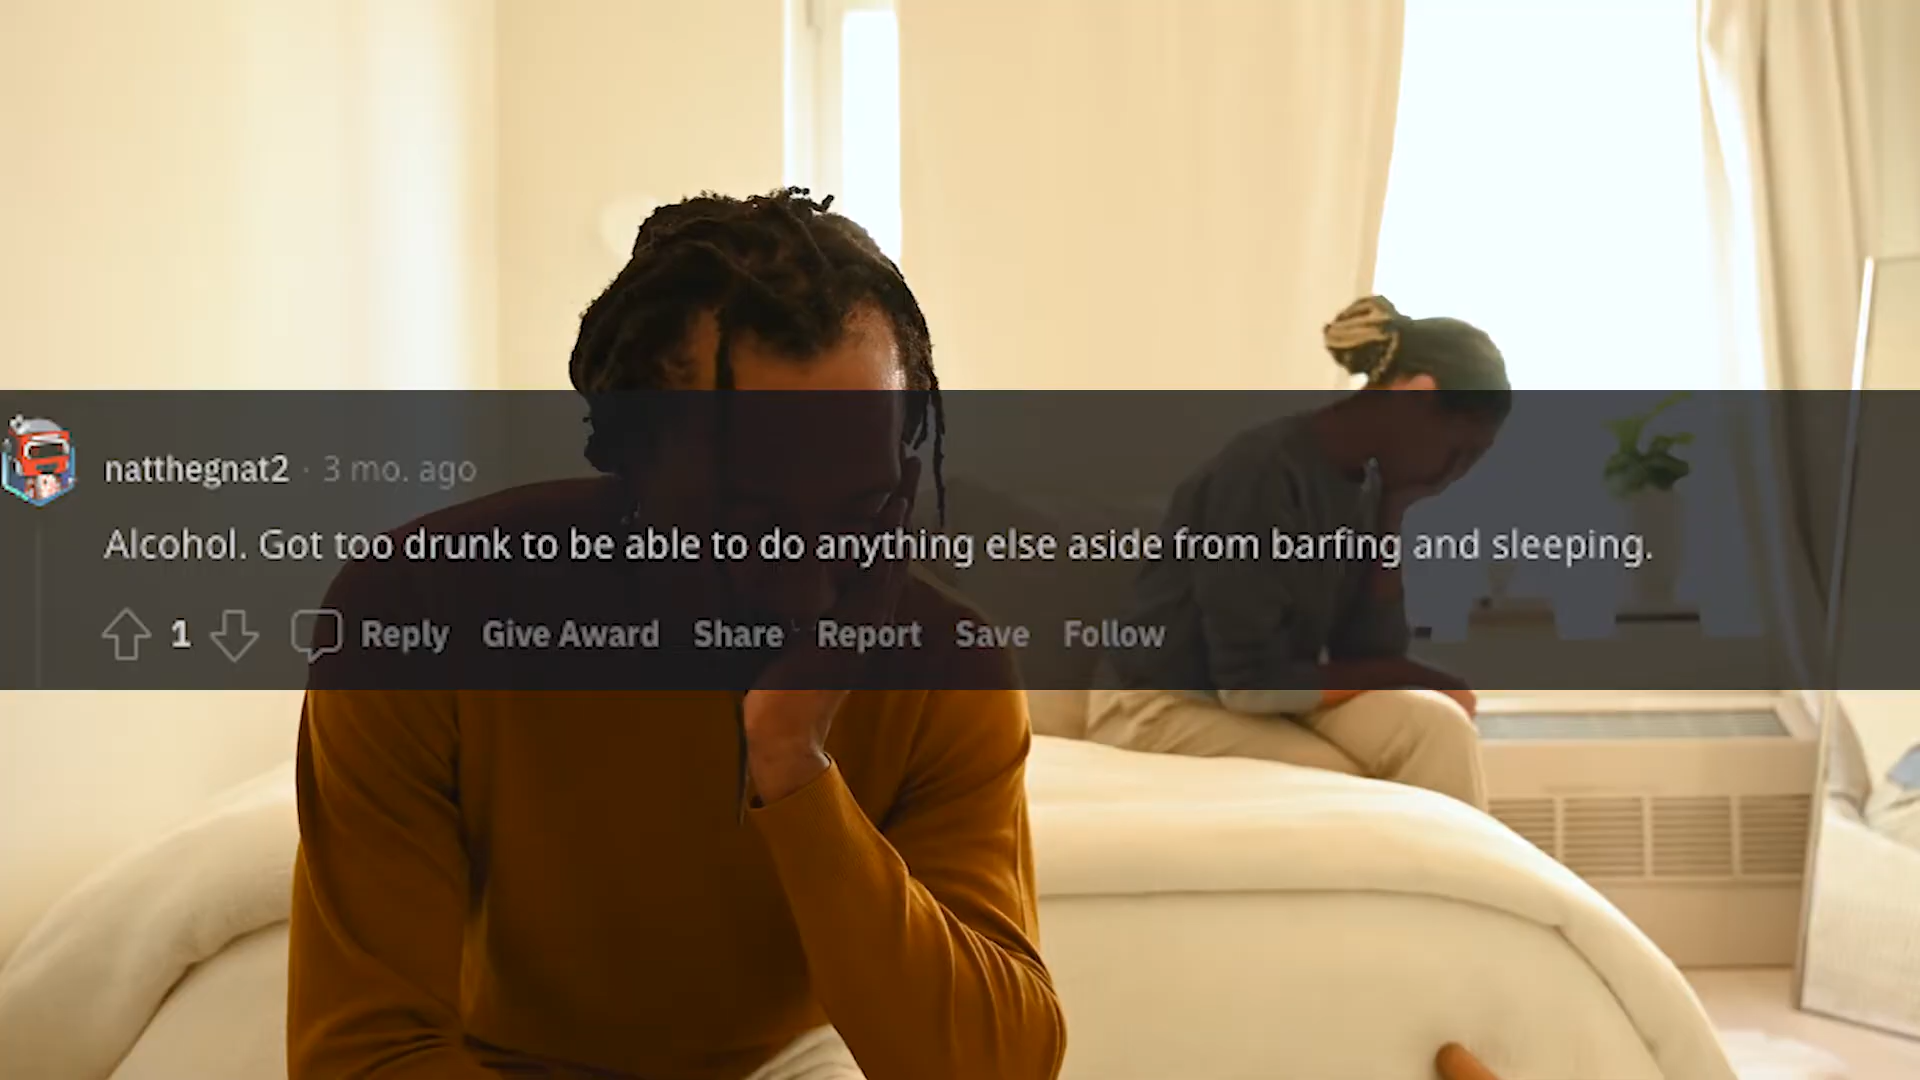 natthegnat2 · 3 mo. ago
Alcohol. Got too drunk to be able to do anything else aside from barfing and sleeping.
1 Reply Give Award Share Report Save Follow